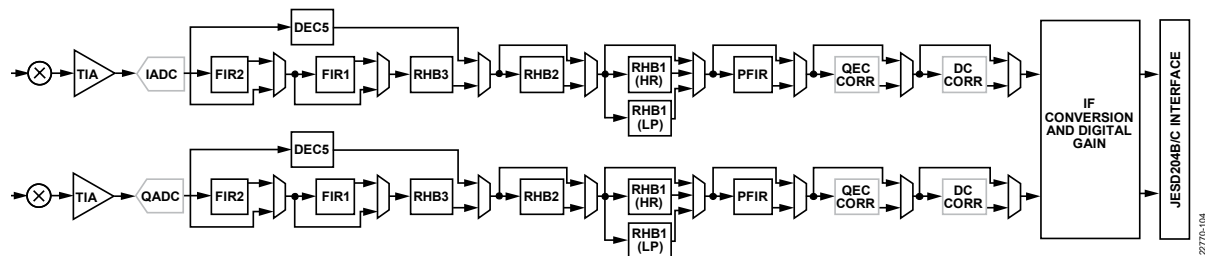 DEC5
TIA
IADC
FIR2
FIR1
RHB3
RHB2
RHB1
(HR)
RHB1
(LP)
PFIR
QEC
CORR
DC
CORR
DEC5
TIA
QADC
FIR2
FIR1
RHB3
RHB2
RHB1
(HR)
RHB1
(LP)
PFIR
QEC
CORR
DC
CORR
IF
CONVERSION
AND DIGITAL
GAIN
JESD204B/C INTERFACE
22770-104